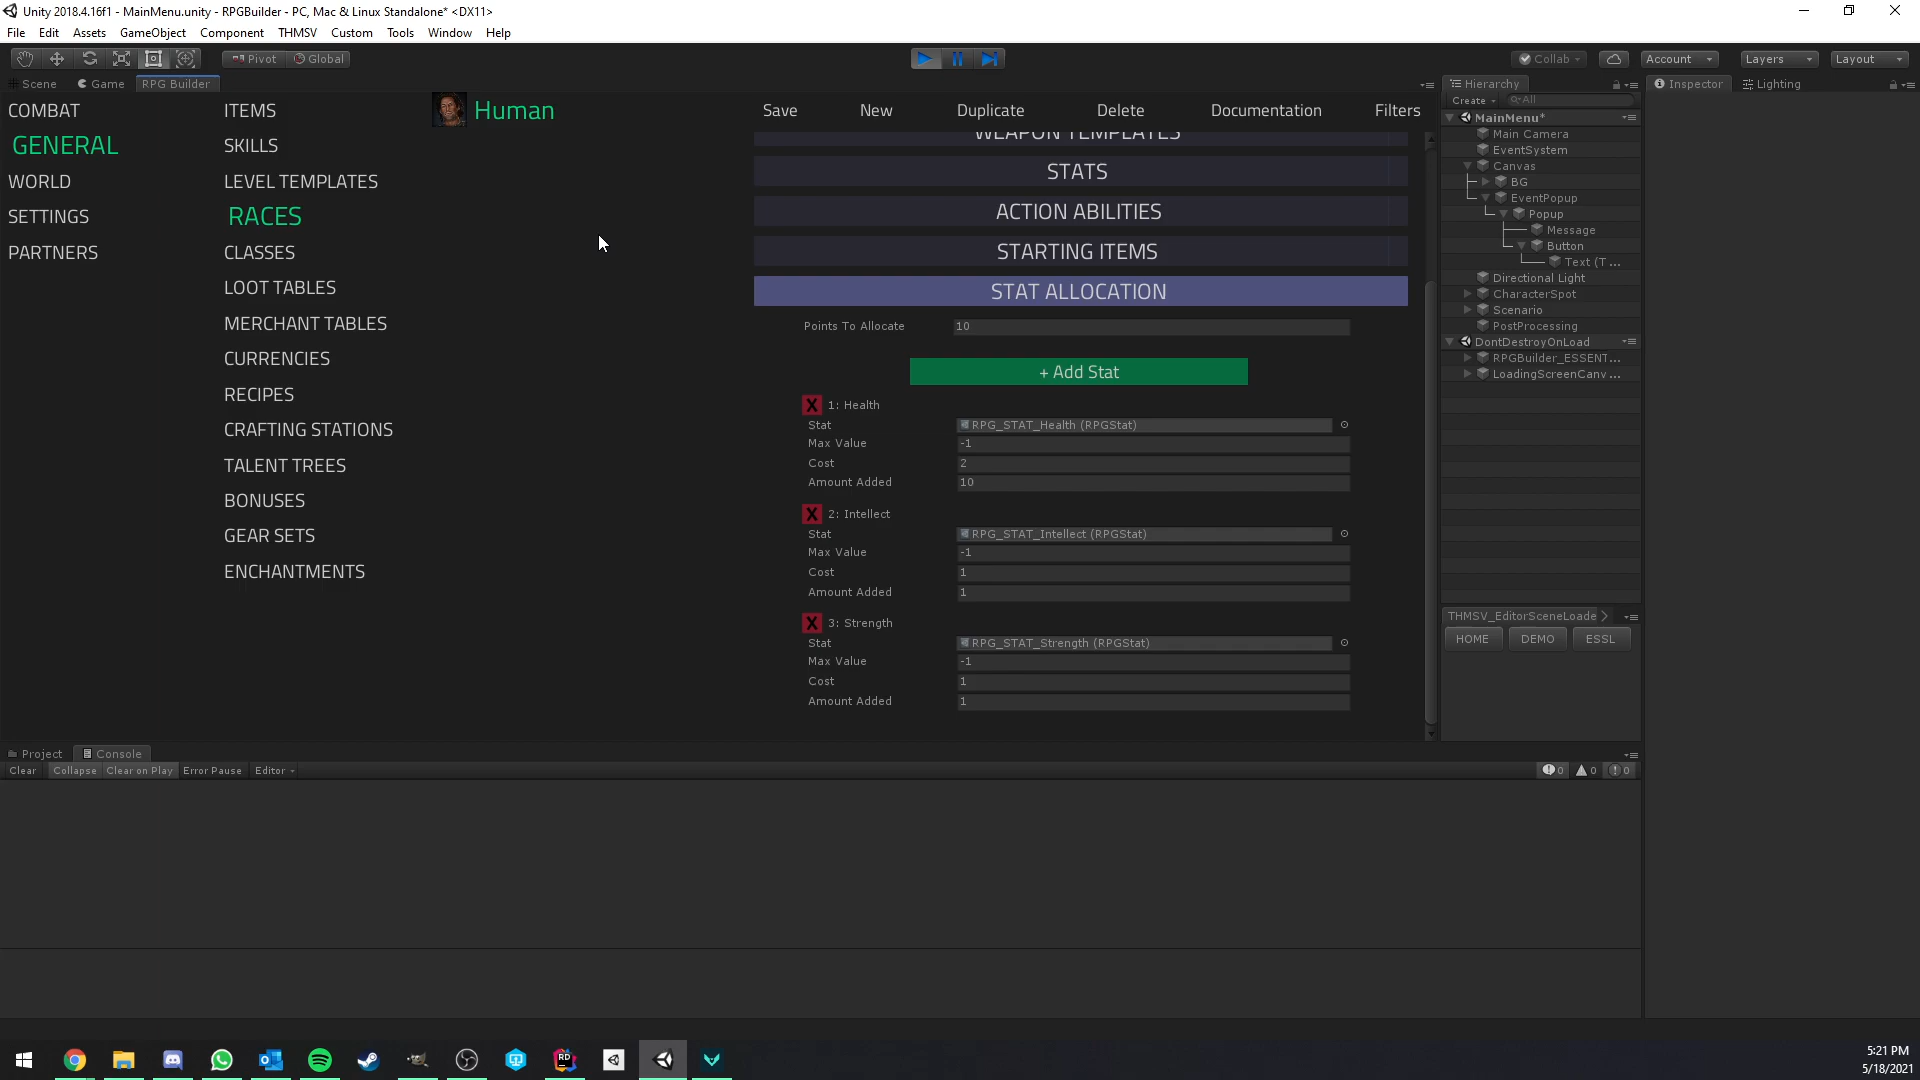 Unity 2018.4.16f1 - MainMenu.unity - RPGBuilder - PC, Mac & Linux Standalone* <DX11>
File Edit Assets GameObject Component THMSV Custom Tools Window Help
Pivot Global Collab Account Layers Layout
Scene Game RPG Builder
COMBAT
GENERAL
WORLD
SETTINGS
PARTNERS
ITEMS
SKILLS
LEVEL TEMPLATES
RACES
CLASSES
LOOT TABLES
MERCHANT TABLES
CURRENCIES
RECIPES
CRAFTING STATIONS
TALENT TREES
BONUSES
GEAR SETS
ENCHANTMENTS
Human
Save New Duplicate Delete Documentation Filters
WEAPON TEMPLATES
STATS
ACTION ABILITIES
STARTING ITEMS
STAT ALLOCATION
Points To Allocate 10
+ Add Stat
X 1: Health
Stat RPG_STAT_Health (RPGStat)
Max Value -1
Cost 2
Amount Added 10
X 2: Intellect
Stat RPG_STAT_Intellect (RPGStat)
Max Value -1
Cost 1
Amount Added 1
X 3: Strength
Stat RPG_STAT_Strength (RPGStat)
Max Value -1
Cost 1
Amount Added 1
Hierarchy
Create All
MainMenu*
Main Camera
EventSystem
Canvas
BG
EventPopup
Popup
Message
Button
Text (T ...
Directional Light
CharacterSpot
Scenario
PostProcessing
DontDestroyOnLoad
RPGBuilder_ESSENT...
LoadingScreenCanv ...
THMSV_EditorSceneLoade
HOME DEMO ESSL
Inspector Lighting
Project Console
Clear Collapse Clear on Play Error Pause Editor 0 0 0
RD
5:21 PM
5/18/2021